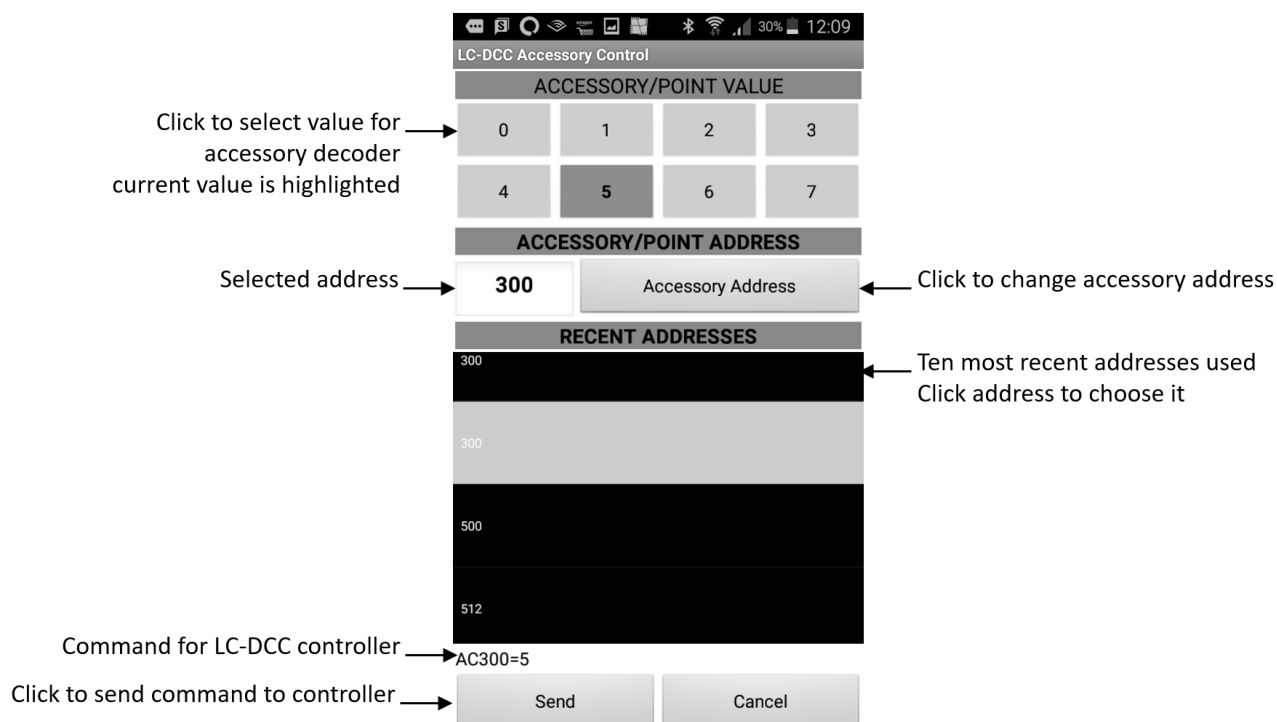 30% 12:09
LC-DCC Accessory Control
ACCESSORY/POINT VALUE
Click to select value for
accessory decoder
current value is highlighted
0 1 2 3
4 5 6 7
ACCESSORY/POINT ADDRESS
Selected address
300
Accessory Address
Click to change accessory address
RECENT ADDRESSES
300
Ten most recent addresses used
Click address to choose it
300
500
512
Command for LC-DCC controller
AC300=5
Click to send command to controller
Send
Cancel